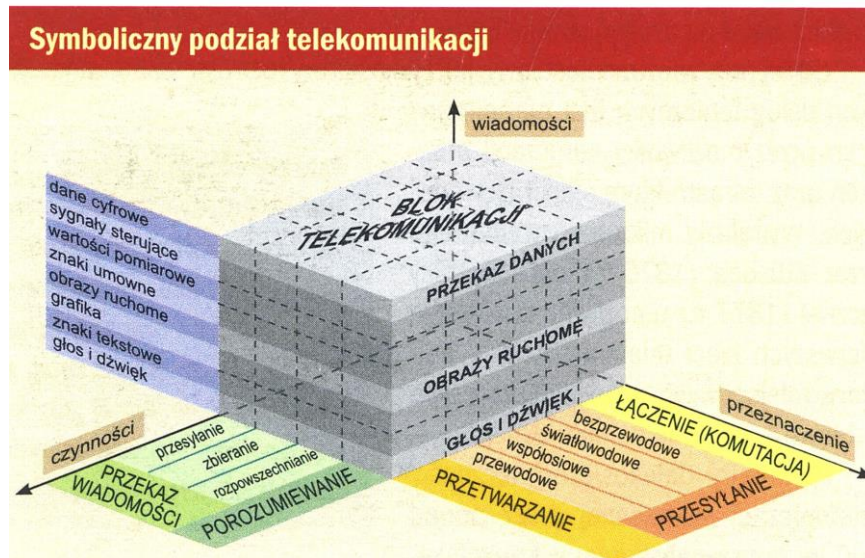 Symboliczny podział telekomunikacji
wiadomości
BLOK
TELEKOMUNIKACJI
dane cyfrowe
sygnały sterujące
wartości pomiarowe
znaki umowne
obrazy ruchome
grafika
znaki tekstowe
głos i dźwięk
PRZEKAZ DANYCH
OBRAZY RUCHOME
GŁOS I DŹWIĘK
czynności
przesyłanie
zbieranie
rozpowszechnianie
PRZEKAZ
WIADOMOŚCI
POROZUMIEWANIE
przeznaczenie
ŁĄCZENIE (KOMUTACJA)
bezprzewodowe
światłowodowe
współosiowe
przewodowe
PRZETWARZANIE
PRZESYŁANIE